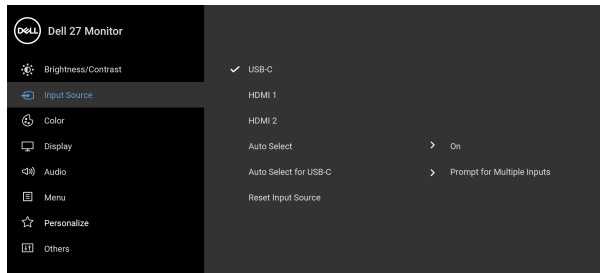 DELL Dell 27 Monitor
Brightness/Contrast
Input Source
Color
Display
Audio
Menu
Personalize
Others
USB-C
HDMI 1
HDMI 2
Auto Select On
Auto Select for USB-C Prompt for Multiple Inputs
Reset Input Source